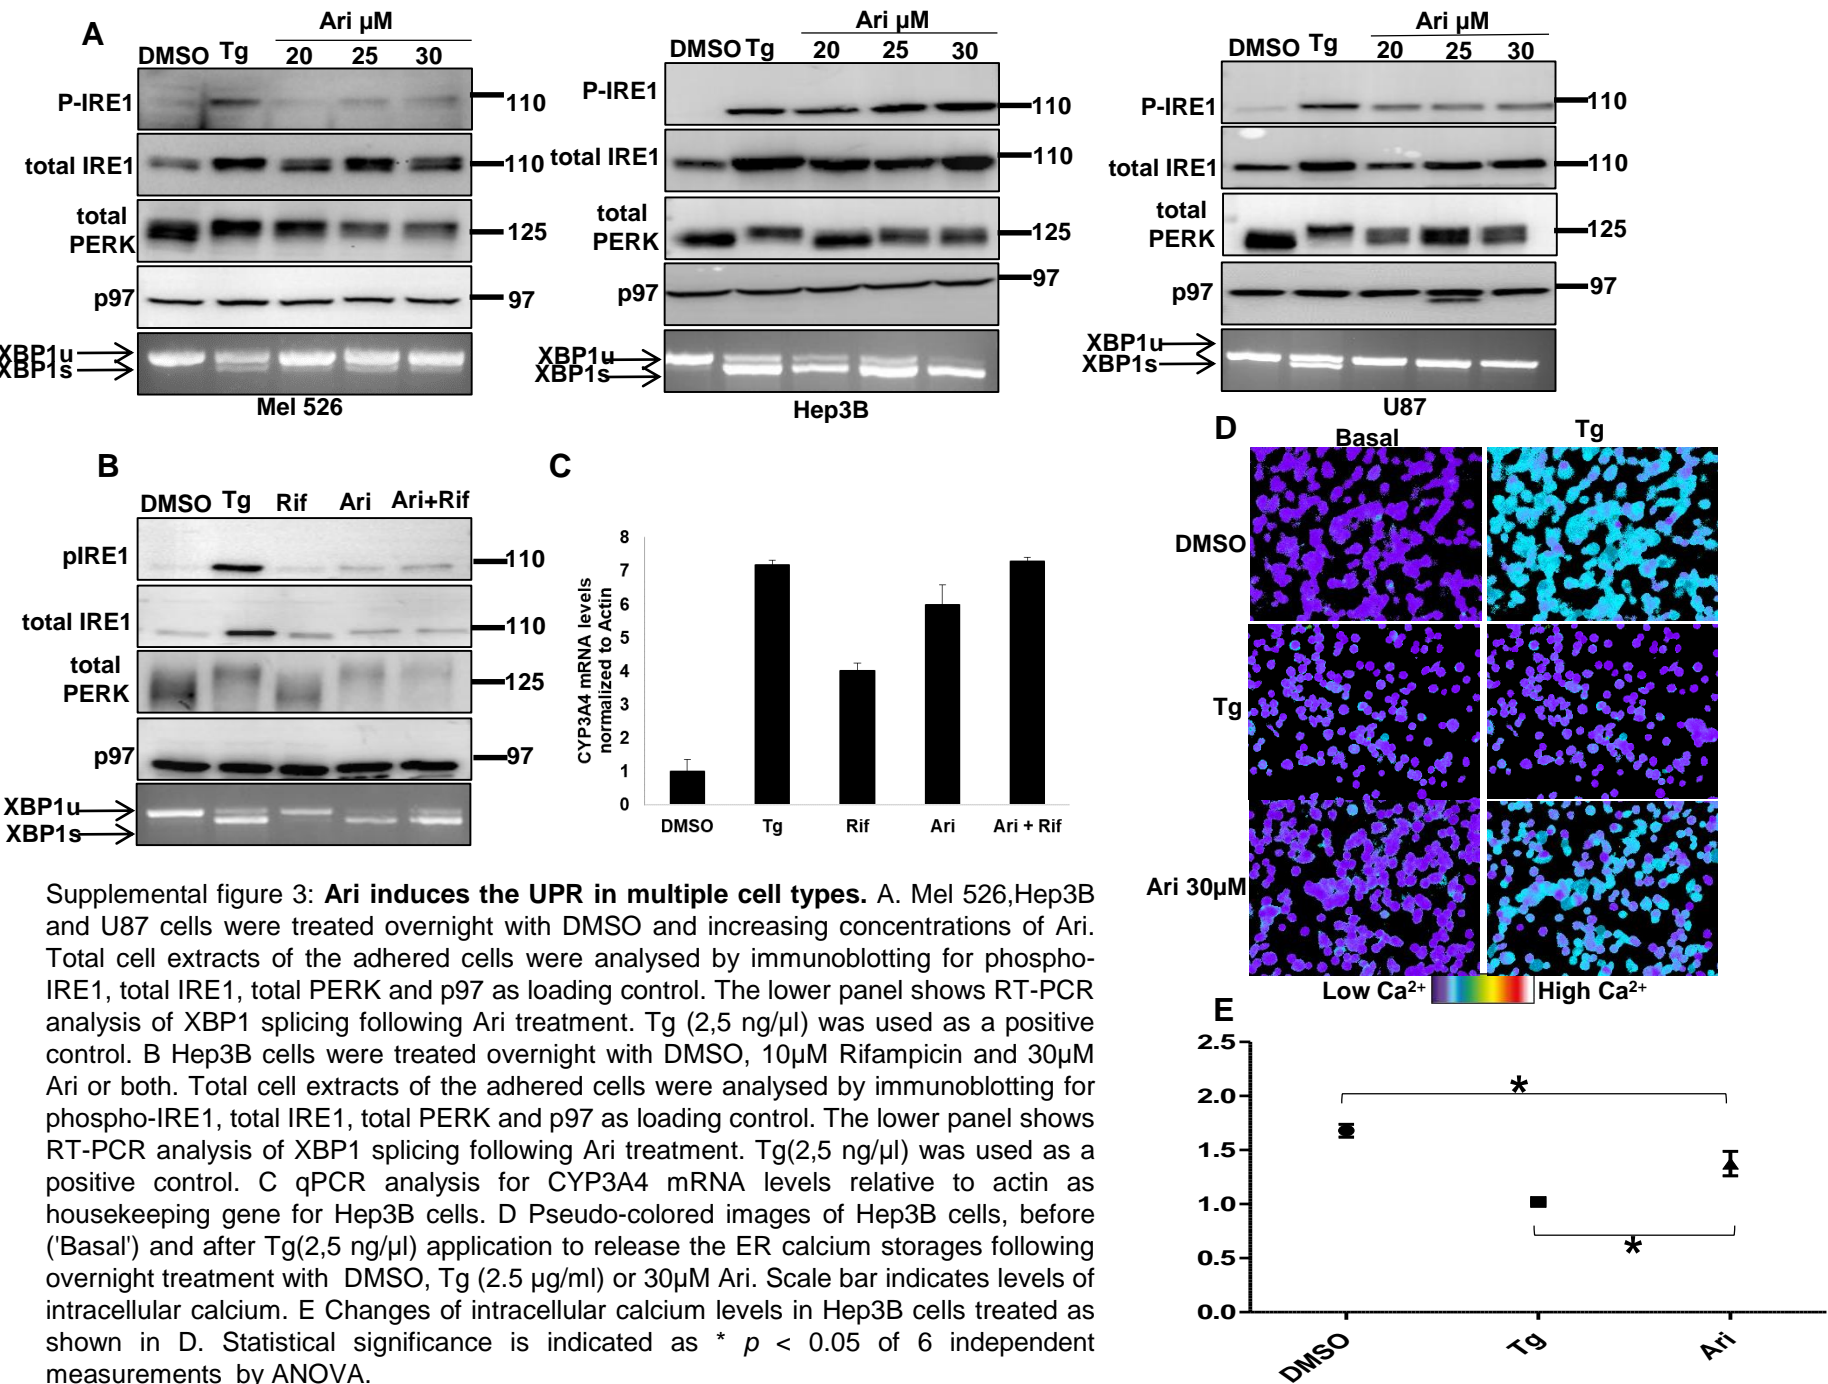 A
Ari µM
DMSO Tg 20 25 30
P-IRE1 110
total IRE1 110
total
PERK 125
p97 97
XBP1u
XBP1s
Mel 526
Ari µM
DMSO Tg 20 25 30
P-IRE1 110
total IRE1 110
total
PERK 125
p97 97
XBP1u
XBP1s
Hep3B
Ari µM
DMSO Tg 20 25 30
P-IRE1 110
total IRE1 110
total
PERK 125
p97 97
XBP1u
XBP1s
U87
B
DMSO Tg Rif Ari Ari+Rif
pIRE1 110
total IRE1 110
total
PERK 125
p97 97
XBP1u
XBP1s
C
CYP3A4 mRNA levels
normalized to Actin
8
7
6
5
4
3
2
1
0
DMSO Tg Rif Ari Ari + Rif
D
Basal Tg
DMSO
Tg
Ari 30µM
Low Ca2+ High Ca2+
E
2.5
2.0
1.5
1.0
0.5
0.0
*
*
DMSO Tg Ari
Supplemental figure 3: Ari induces the UPR in multiple cell types. A. Mel 526,Hep3B
and U87 cells were treated overnight with DMSO and increasing concentrations of Ari.
Total cell extracts of the adhered cells were analysed by immunoblotting for phospho-
IRE1, total IRE1, total PERK and p97 as loading control. The lower panel shows RT-PCR
analysis of XBP1 splicing following Ari treatment. Tg (2,5 ng/µl) was used as a positive
control. B Hep3B cells were treated overnight with DMSO, 10µM Rifampicin and 30µM
Ari or both. Total cell extracts of the adhered cells were analysed by immunoblotting for
phospho-IRE1, total IRE1, total PERK and p97 as loading control. The lower panel shows
RT-PCR analysis of XBP1 splicing following Ari treatment. Tg(2,5 ng/µl) was used as a
positive control. C qPCR analysis for CYP3A4 mRNA levels relative to actin as
housekeeping gene for Hep3B cells. D Pseudo-colored images of Hep3B cells, before
('Basal') and after Tg(2,5 ng/µl) application to release the ER calcium storages following
overnight treatment with DMSO, Tg (2.5 µg/ml) or 30µM Ari. Scale bar indicates levels of
intracellular calcium. E Changes of intracellular calcium levels in Hep3B cells treated as
shown in D. Statistical significance is indicated as * p < 0.05 of 6 independent
measurements by ANOVA.